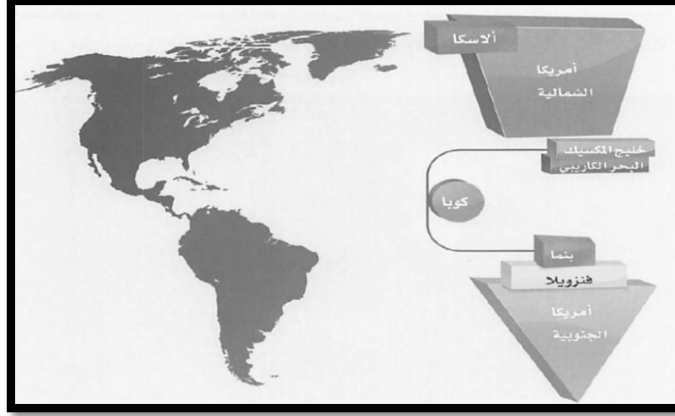 ألاسكا
أمريكا
الشمالية
خليج المكسيك
البحر الكاريبي
كوبا
بنما
فنزويلا
أمريكا
الجنوبية